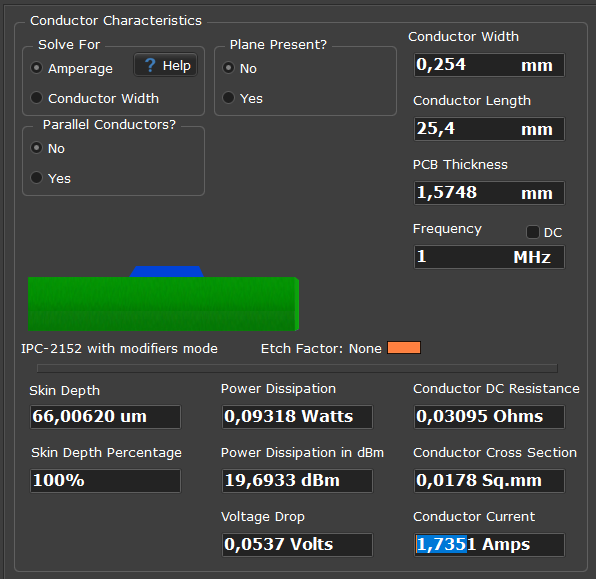 Conductor Characteristics
Solve For
Amperage
? Help
Conductor Width
Plane Present?
No
Yes
Parallel Conductors?
No
Yes
Conductor Width
0,254 mm
Conductor Length
25,4 mm
PCB Thickness
1,5748 mm
Frequency
DC
1 MHz
IPC-2152 with modifiers mode
Etch Factor: None
Skin Depth
66,00620 um
Skin Depth Percentage
100%
Power Dissipation
0,09318 Watts
Power Dissipation in dBm
19,6933 dBm
Voltage Drop
0,0537 Volts
Conductor DC Resistance
0,03095 Ohms
Conductor Cross Section
0,0178 Sq.mm
Conductor Current
1,7351 Amps